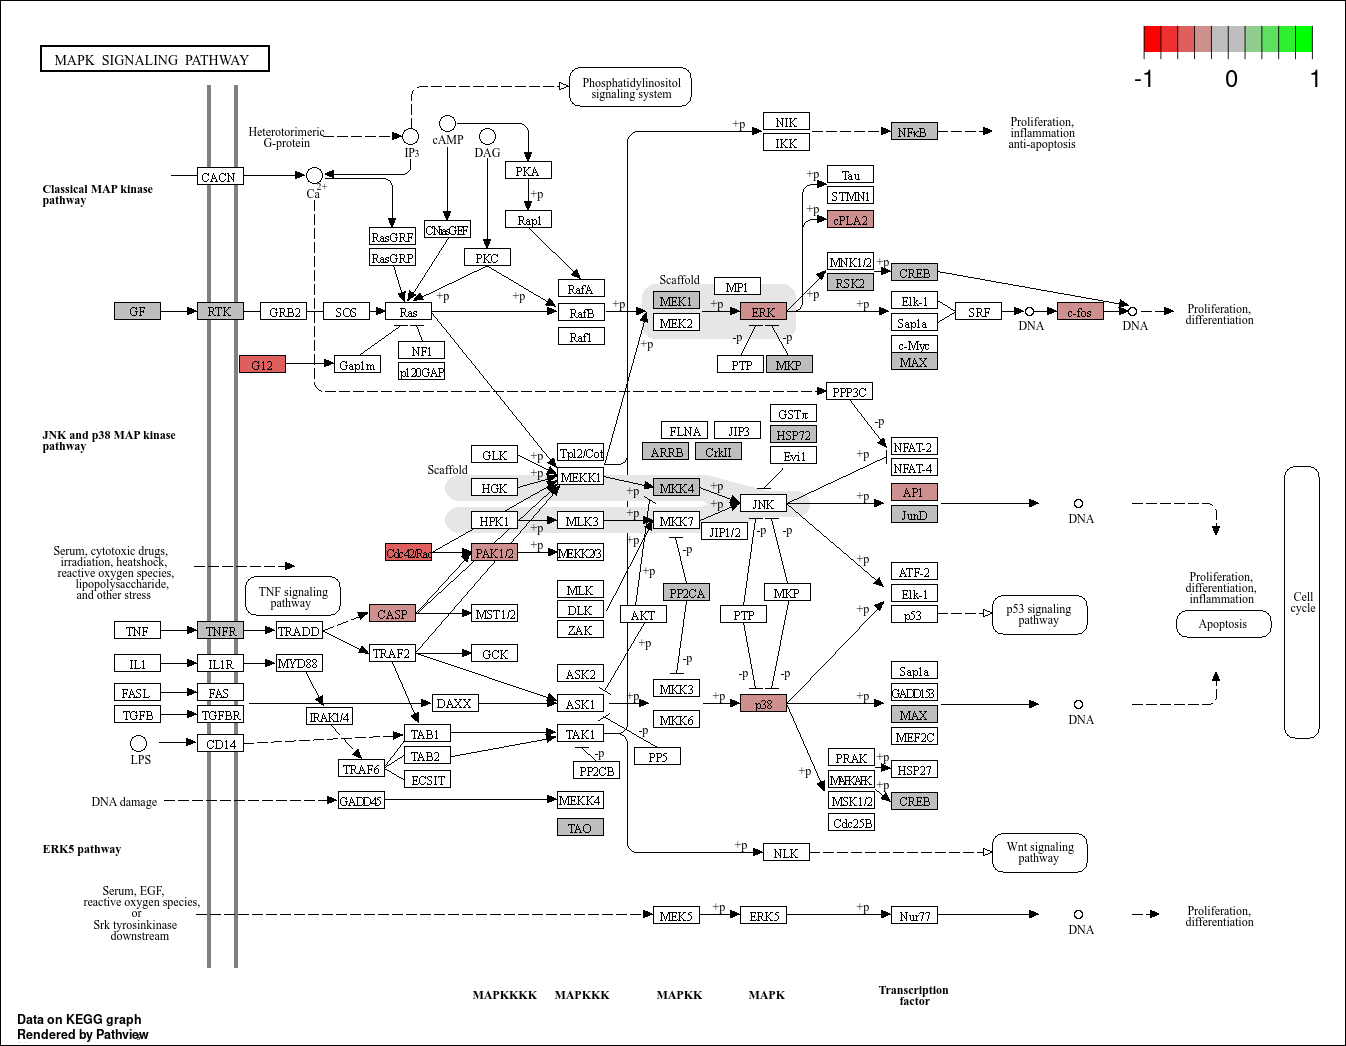 MAPK SIGNALING PATHWAY
-1 0 1
Phosphatidylinositol
signaling system
Heterotorimeric
G-protein
IP3
cAMP
DAG
+p
NIK
IKK
NFκB
Proliferation,
inflammation
anti-apoptosis
CACN
Ca2+
PKA
+p
Classical MAP kinase
pathway
Rap1
+p
Tau
STMN1
+p
cPLA2
RasGRF
RasGRP
PKC
RafA
Scaffold
MP1
MNK1/2
+p
RSK2
CREB
GF
RTK
GRB2
SOS
Ras
+p
+p
RafB
+p
Raf1
MEK1
+p
MEK2
ERK
+p
+p
Elk-1
Sap1a
SRF
DNA
c-fos
DNA
Proliferation,
differentiation
G12
Gap1m
NF1
p120GAP
+p
-p
-p
PTP
MKP
c-Myc
MAX
PPP3C
-p
JNK and p38 MAP kinase
pathway
GSTπ
FLNA
JIP3
HSP72
ARRB
CrkII
Evi1
NFAT-2
NFAT-4
+p
Scaffold
GLK
+p
Tpl2/Cot
HGK
+p
MEKK1
+p
MKK4
+p
JNK
+p
AP1
JunD
DNA
HPK1
+p
MLK3
+p
MKK7
+p
JIP1/2
-p
-p
Cdc42/Rac
PAK1/2
+p
MEKK2/3
-p
+p
Serum, cytotoxic drugs,
irradiation, heatshock,
reactive oxygen species,
lipopolysaccharide,
and other stress
TNF signaling
pathway
+p
MLK
DLK
ZAK
PP2CA
MKP
PTP
AKT
ATF-2
Elk-1
p53
+p
p53 signaling
pathway
Proliferation,
differentiation,
inflammation
Apoptosis
Cell
cycle
CASP
MST1/2
TNF
TNFR
TRADD
TRAF2
GCK
+p
-p
IL1
IL1R
MYD88
ASK2
-p
-p
Sap1a
FASL
FAS
DAXX
ASK1
+p
MKK3
+p
p38
+p
GADD153
TGFB
TGFBR
IRAK1/4
MKK6
MAX
DNA
LPS
CD14
TAB1
TAK1
-p
MEF2C
TRAF6
TAB2
-p
PP5
PP2CB
ECSIT
PRAK
+p
HSP27
+p
+p
MSK1/2
CREB
Cdc25B
DNA damage
GADD45
MEKK4
TAO
ERK5 pathway
+p
NLK
Wnt signaling
pathway
Serum, EGF,
reactive oxygen species,
or
Srk tyrosinkinase
downstream
MEK5
+p
ERK5
+p
Nur77
DNA
Proliferation,
differentiation
MAPKKKK
MAPKKK
MAPKK
MAPK
Transcription
factor
Data on KEGG graph
Rendered by Pathview